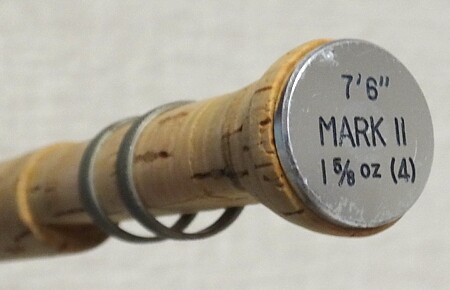 7'6"
MARK II
1 5/8 oz (4)